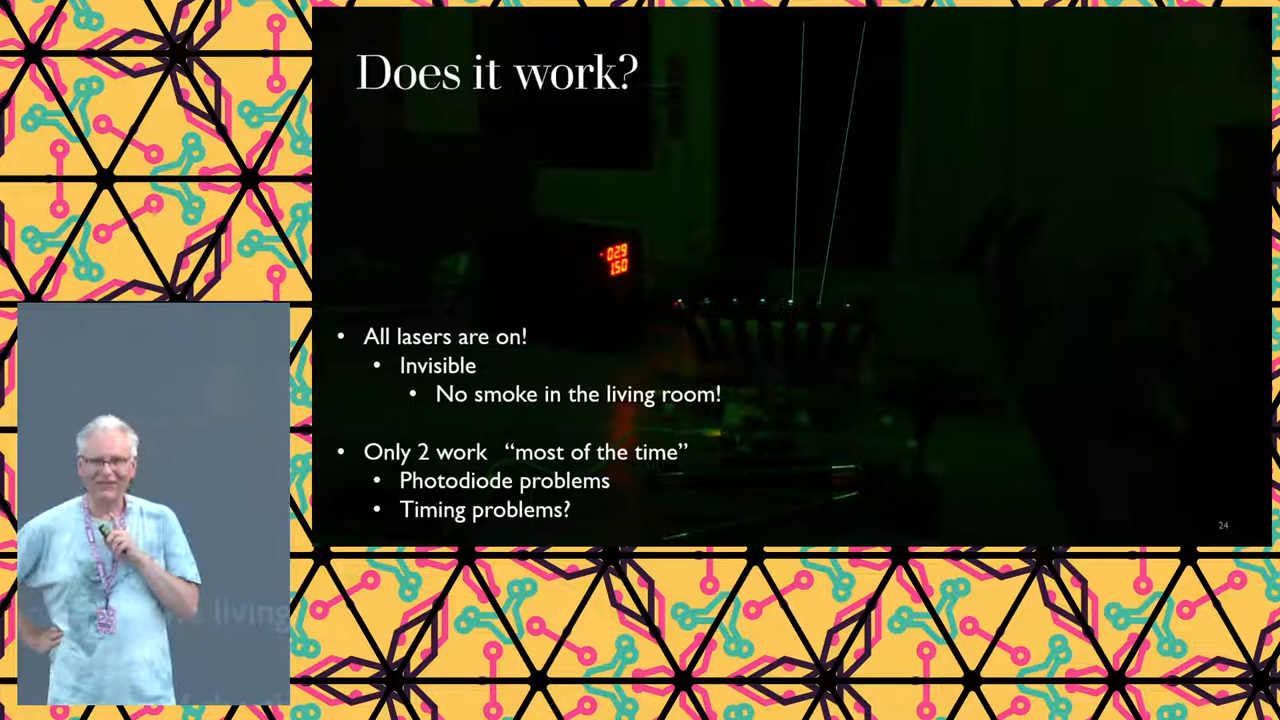 Does it work?
029
150
• All lasers are on!
• Invisible
• No smoke in the living room!
• Only 2 work “most of the time”
• Photodiode problems
• Timing problems?
24
living